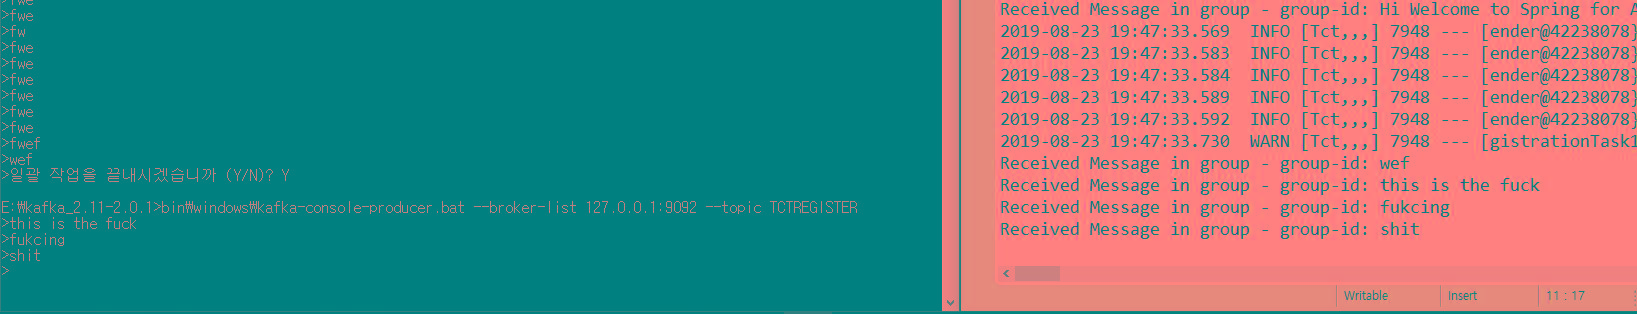 >fwe
>fwe
>fw
>fwe
>fwe
>fwe
>fwe
>fwe
>fwe
>fwef
>wef
>일괄 작업을 끝내시겠습니까 (Y/N)? Y
E:\kafka_2.11-2.0.1>bin\windows\kafka-console-producer.bat --broker-list 127.0.0.1:9092 --topic TCTREGISTER
>this is the fuck
>fukcing
>shit
>
Received Message in group - group-id: Hi Welcome to Spring for A
2019-08-23 19:47:33.569  INFO [Tct,,,] 7948 --- [ender@42238078}
2019-08-23 19:47:33.583  INFO [Tct,,,] 7948 --- [ender@42238078}
2019-08-23 19:47:33.584  INFO [Tct,,,] 7948 --- [ender@42238078}
2019-08-23 19:47:33.589  INFO [Tct,,,] 7948 --- [ender@42238078}
2019-08-23 19:47:33.592  INFO [Tct,,,] 7948 --- [ender@42238078}
2019-08-23 19:47:33.730  WARN [Tct,,,] 7948 --- [gistrationTask1
Received Message in group - group-id: wef
Received Message in group - group-id: this is the fuck
Received Message in group - group-id: fukcing
Received Message in group - group-id: shit
Writable
Insert
11 : 17